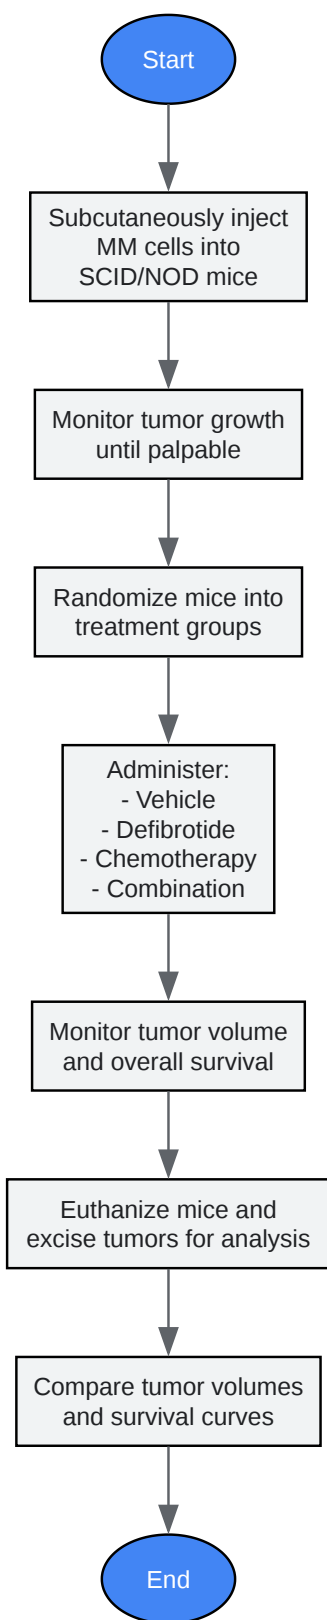 Start
Subcutaneously inject
MM cells into
SCID/NOD mice
Monitor tumor growth
until palpable
Randomize mice into
treatment groups
Administer:
- Vehicle
- Defibrotide
- Chemotherapy
- Combination
Monitor tumor volume
and overall survival
Euthanize mice and
excise tumors for analysis
Compare tumor volumes
and survival curves
End